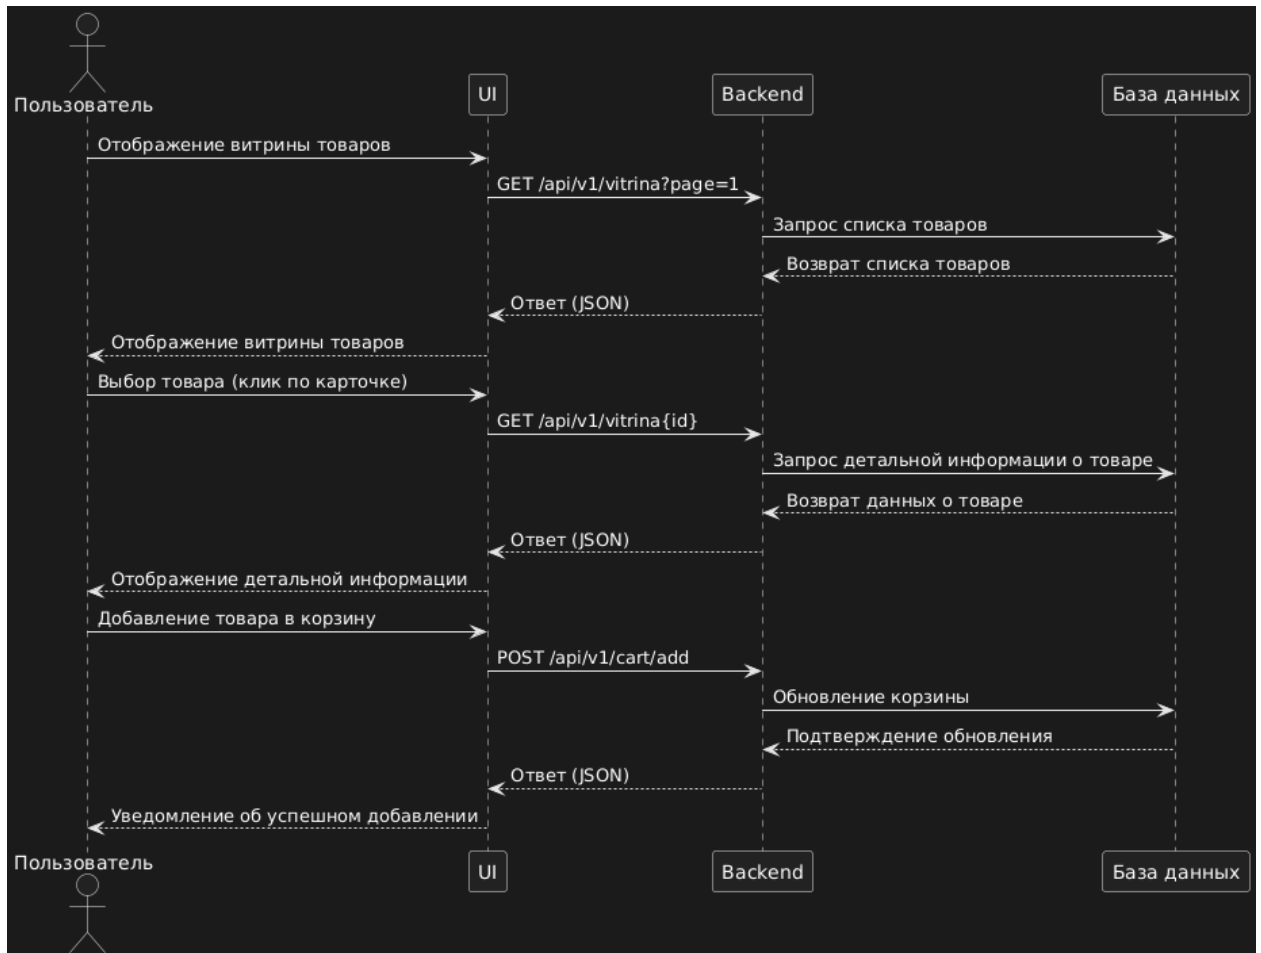 Пользователь
UI
Backend
База данных
Отображение витрины товаров
GET /api/v1/vitrina?page=1
Запрос списка товаров
Возврат списка товаров
Ответ (JSON)
Отображение витрины товаров
Выбор товара (клик по карточке)
GET /api/v1/vitrina{id}
Запрос детальной информации о товаре
Возврат данных о товаре
Ответ (JSON)
Отображение детальной информации
Добавление товара в корзину
POST /api/v1/cart/add
Обновление корзины
Подтверждение обновления
Ответ (JSON)
Уведомление об успешном добавлении
Пользователь
UI
Backend
База данных